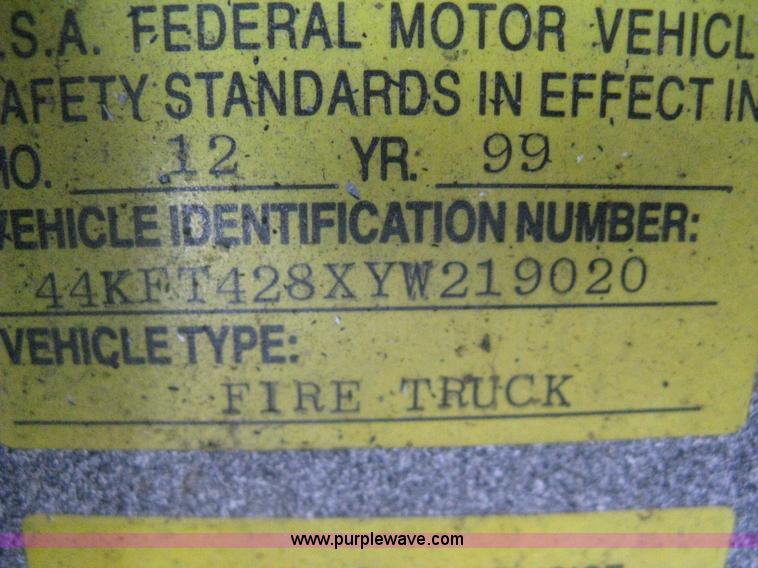 .S.A. FEDERAL MOTOR VEHICL
AFETY STANDARDS IN EFFECT IN
MO. 12 YR. 99
VEHICLE IDENTIFICATION NUMBER:
44KFT428XYW219020
VEHICLE TYPE:
FIRE TRUCK
www.purplewave.com